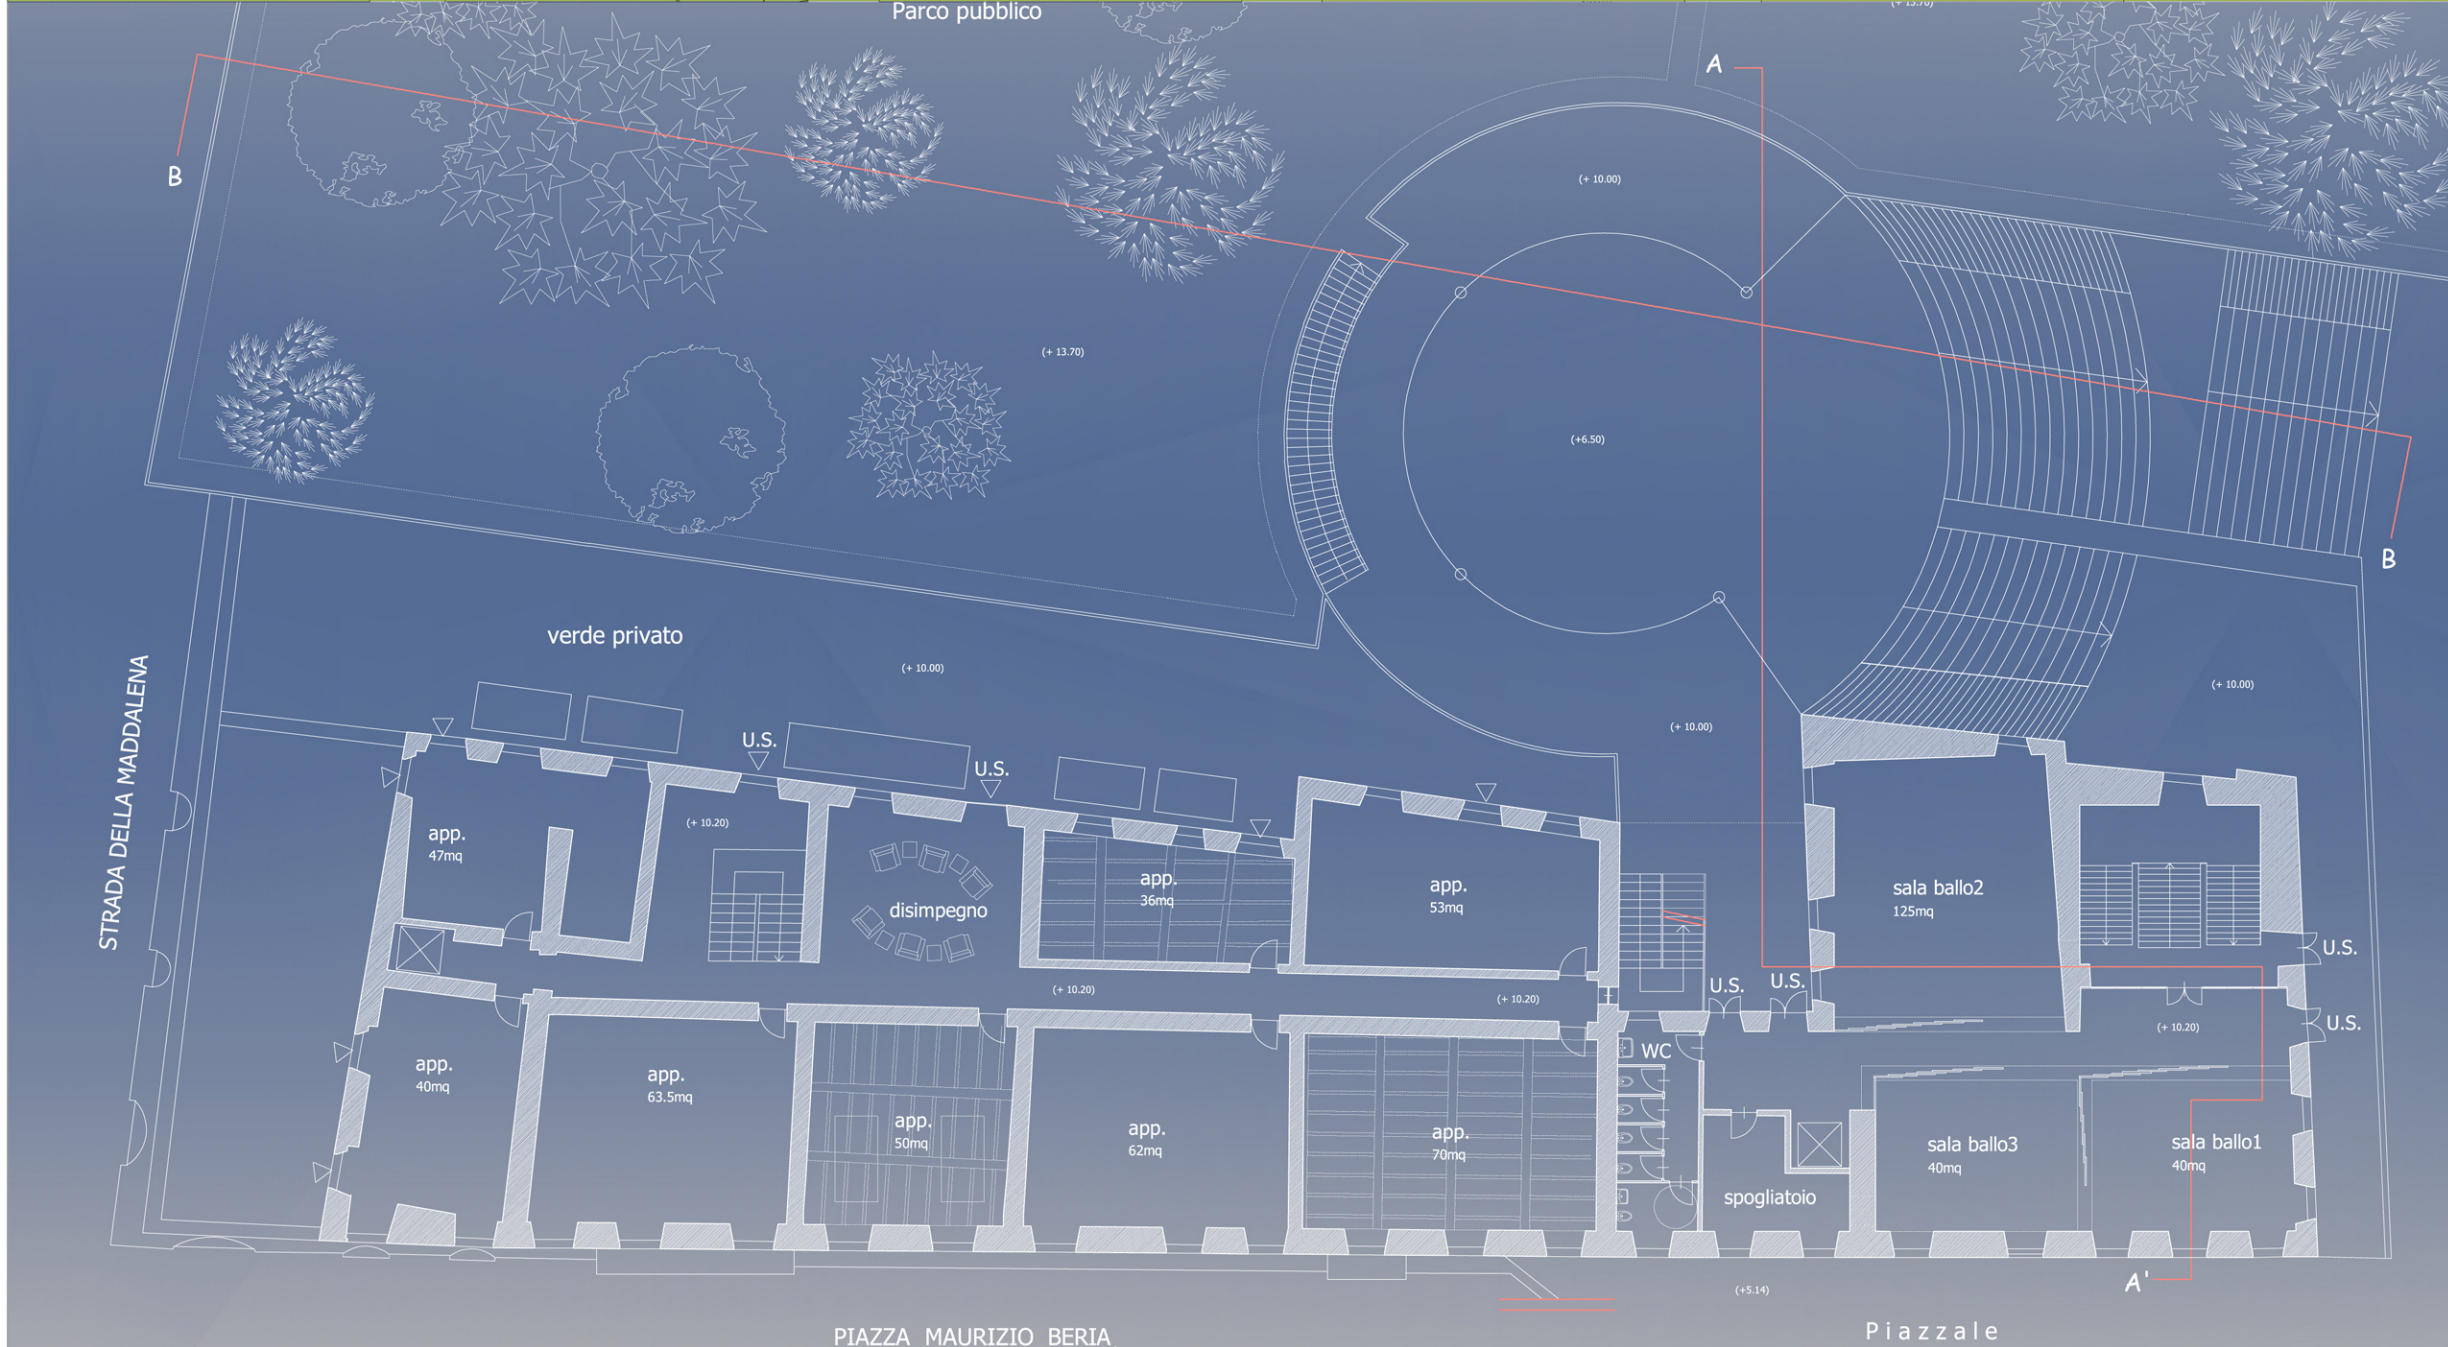 Parco pubblico
(+ 13.70)
A
B
(+ 10.00)
(+ 13.70)
(+6.50)
B
STRADA DELLA MADDALENA
verde privato
(+ 10.00)
(+ 10.00)
(+ 10.00)
U.S.
U.S.
(+ 10.20)
app.
47mq
disimpegno
app.
36mq
app.
53mq
sala ballo2
125mq
U.S.
(+ 10.20)
(+ 10.20)
U.S.
U.S.
U.S.
(+ 10.20)
WC
app.
40mq
app.
63.5mq
app.
50mq
app.
62mq
app.
70mq
spogliatoio
sala ballo3
40mq
sala ballo1
40mq
A'
(+5.14)
PIAZZA MAURIZIO BERIA
Piazzale